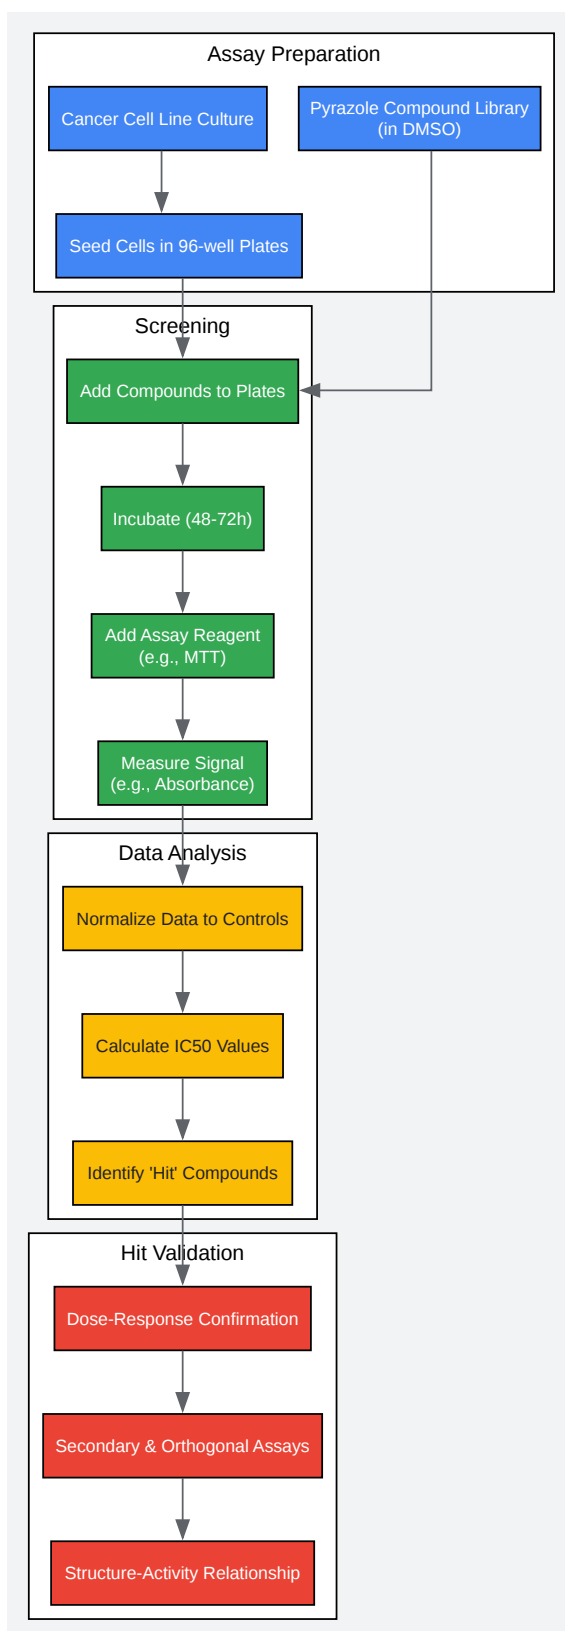 Assay Preparation
Cancer Cell Line Culture
Pyrazole Compound Library
(in DMSO)
Seed Cells in 96-well Plates
Screening
Add Compounds to Plates
Incubate (48-72h)
Add Assay Reagent
(e.g., MTT)
Measure Signal
(e.g., Absorbance)
Data Analysis
Normalize Data to Controls
Calculate IC50 Values
Identify 'Hit' Compounds
Hit Validation
Dose-Response Confirmation
Secondary & Orthogonal Assays
Structure-Activity Relationship